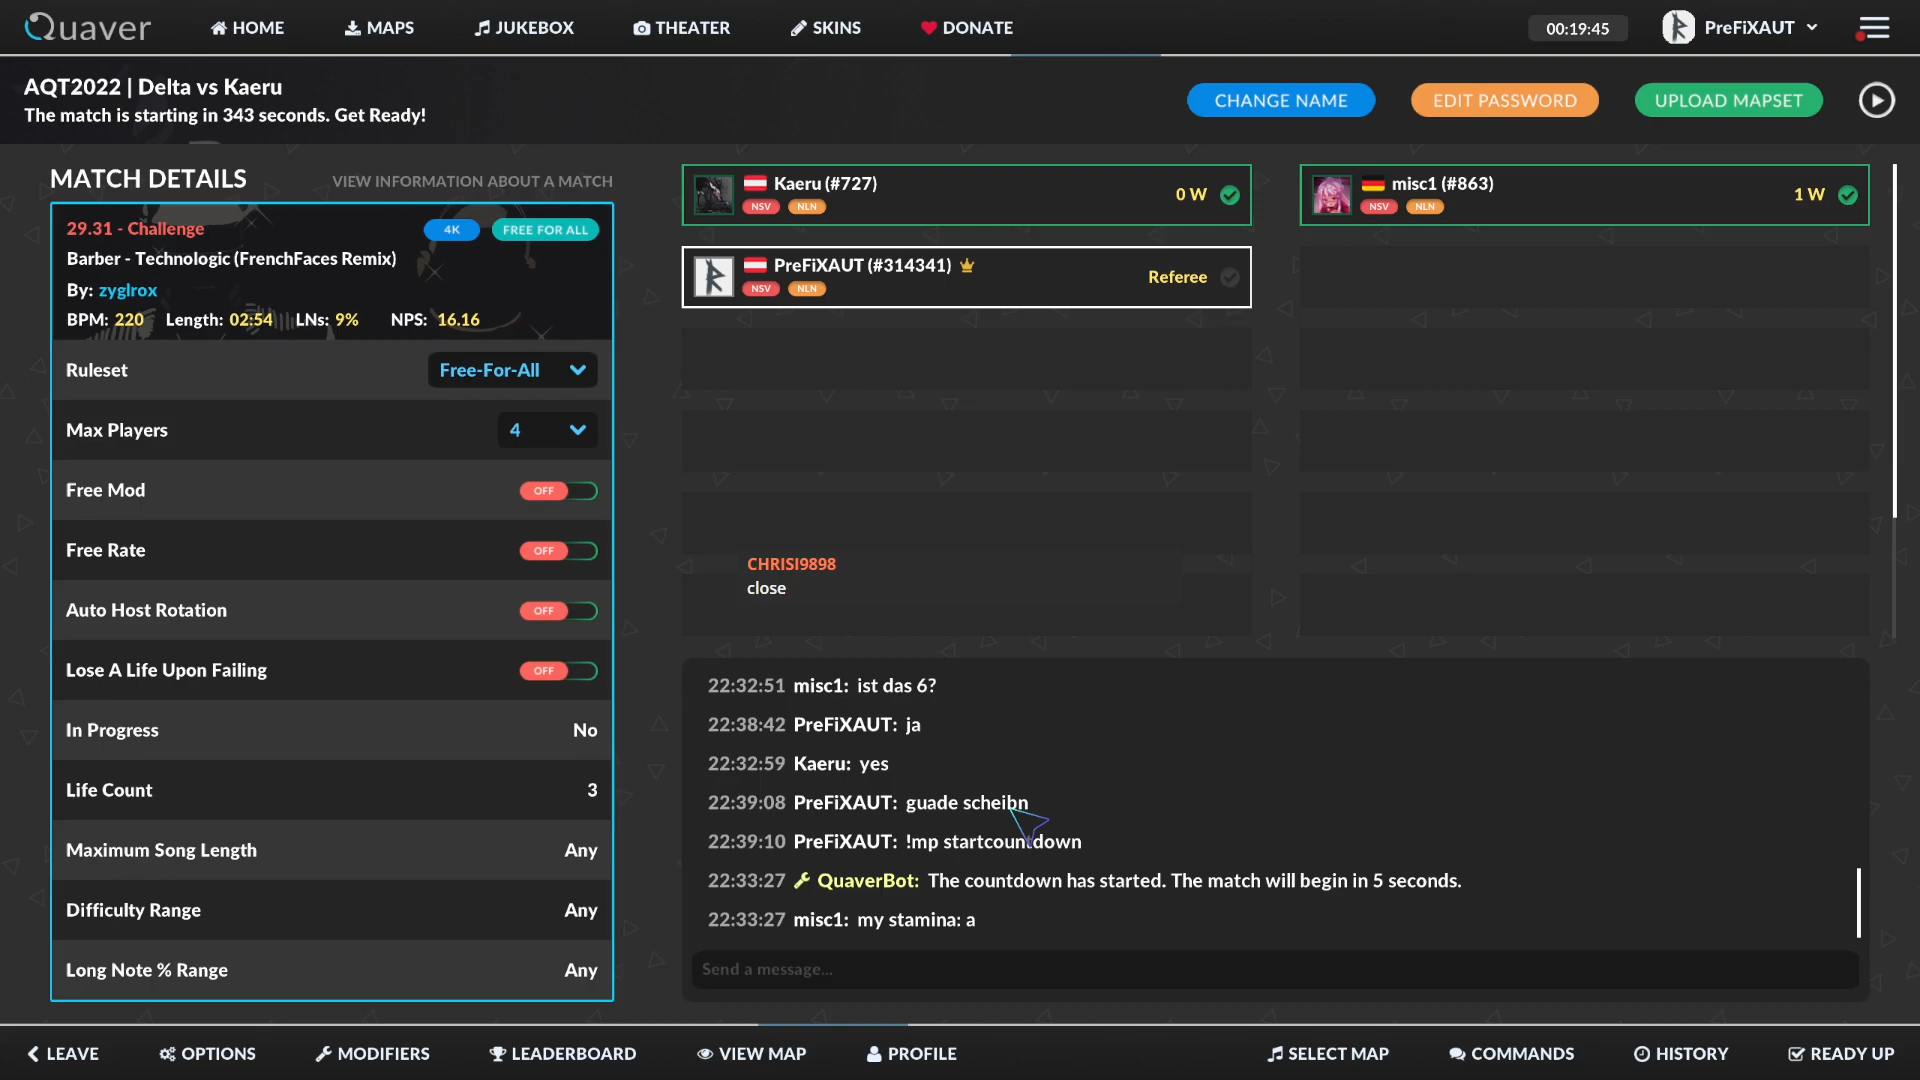 Quaver
HOME
MAPS
JUKEBOX
THEATER
SKINS
DONATE
00:19:45
PreFiXAUT
AQT2022 | Delta vs Kaeru
The match is starting in 343 seconds. Get Ready!
CHANGE NAME
EDIT PASSWORD
UPLOAD MAPSET
MATCH DETAILS
VIEW INFORMATION ABOUT A MATCH
29.31 - Challenge
4K
FREE FOR ALL
Barber - Technologic (FrenchFaces Remix)
By: zyglrox
BPM: 220 Length: 02:54 LNs: 9% NPS: 16.16
Ruleset Free-For-All
Max Players 4
Free Mod OFF
Free Rate OFF
Auto Host Rotation OFF
Lose A Life Upon Failing OFF
In Progress No
Life Count 3
Maximum Song Length Any
Difficulty Range Any
Long Note % Range Any
Kaeru (#727)
NSV NLN
0 W
misc1 (#863)
NSV NLN
1 W
PreFiXAUT (#314341)
NSV NLN
Referee
CHRISI9898
close
22:32:51 misc1: ist das 6?
22:38:42 PreFiXAUT: ja
22:32:59 Kaeru: yes
22:39:08 PreFiXAUT: guade scheibn
22:39:10 PreFiXAUT: !mp startcountdown
22:33:27 QuaverBot: The countdown has started. The match will begin in 5 seconds.
22:33:27 misc1: my stamina: a
Send a message...
LEAVE
OPTIONS
MODIFIERS
LEADERBOARD
VIEW MAP
PROFILE
SELECT MAP
COMMANDS
HISTORY
READY UP